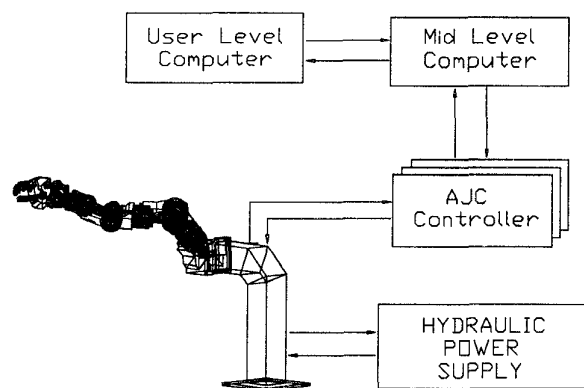 User Level
Computer
Mid Level
Computer
AJC
Controller
HYDRAULIC
POWER
SUPPLY